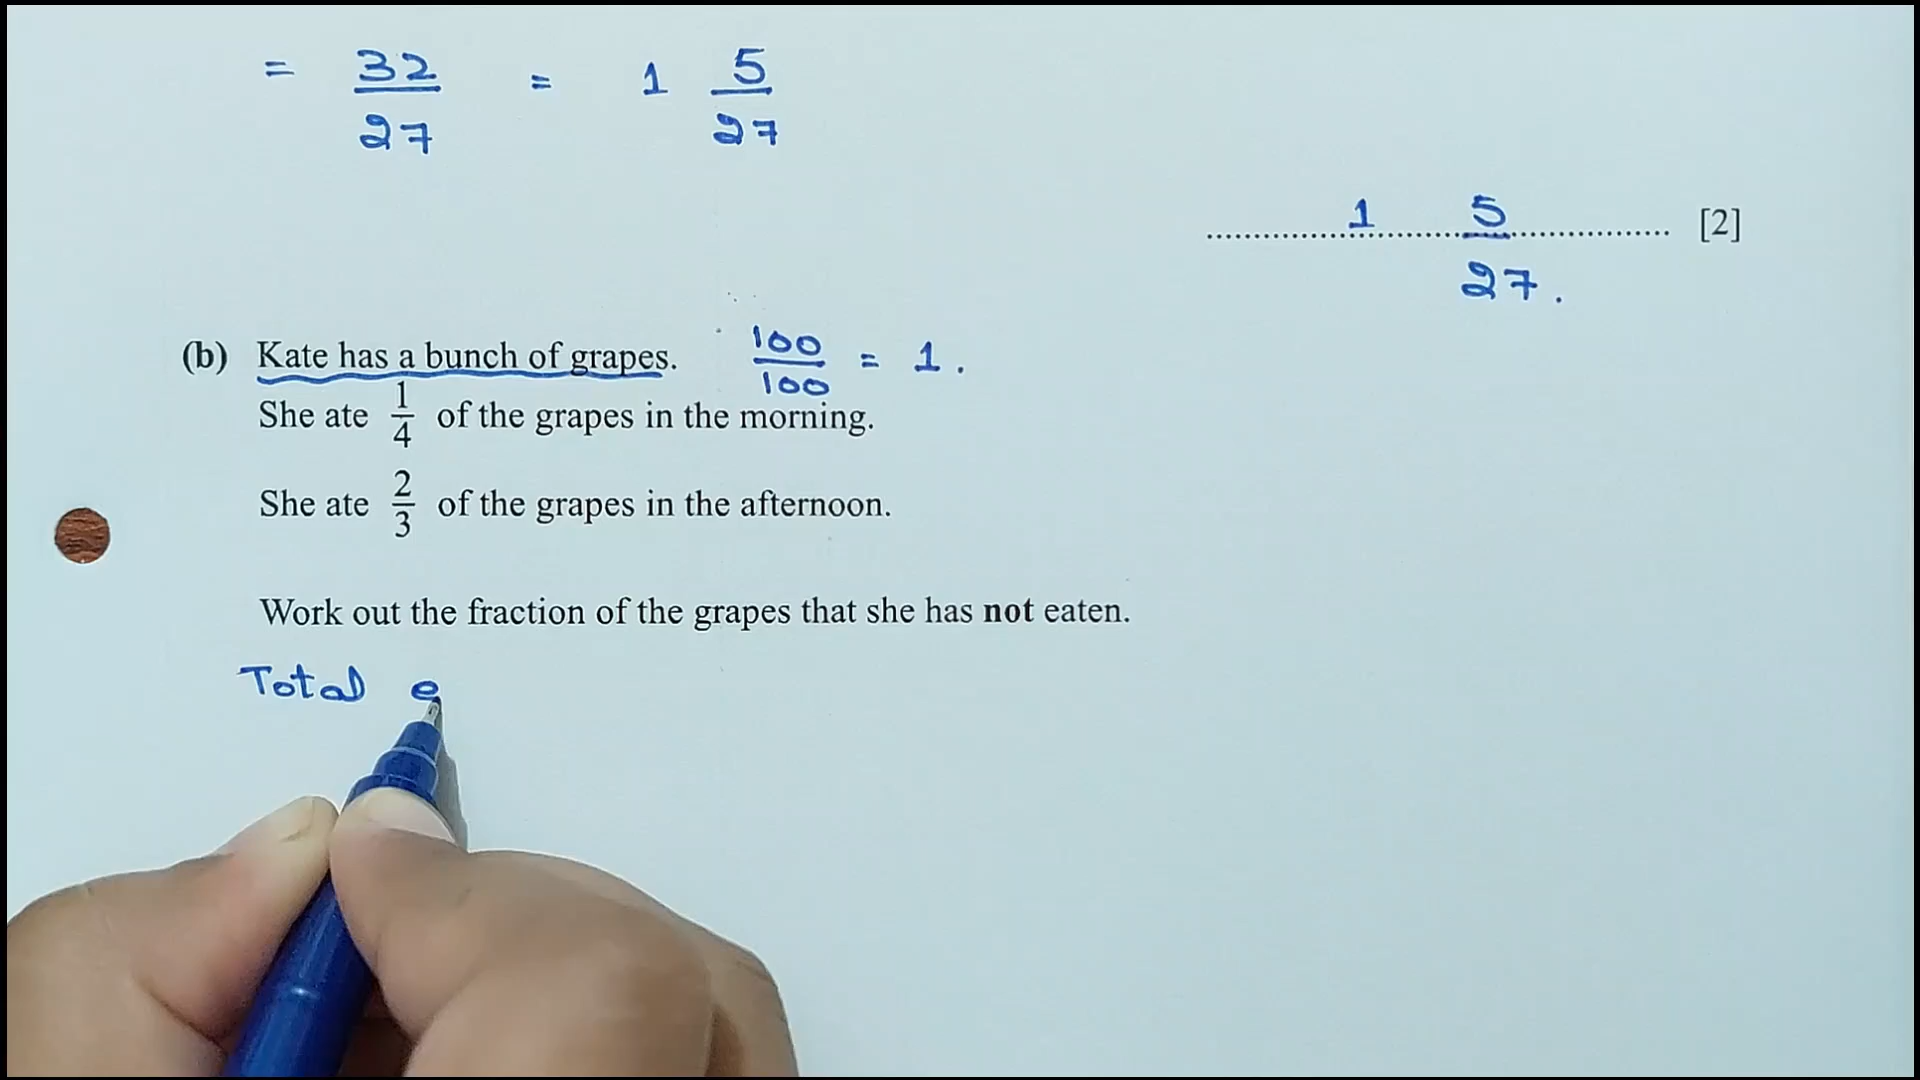 = 32/27 = 1 5/27
1 5/27 . [2]
(b) Kate has a bunch of grapes. 100/100 = 1 .
She ate 1/4 of the grapes in the morning.
She ate 2/3 of the grapes in the afternoon.
Work out the fraction of the grapes that she has not eaten.
Total e